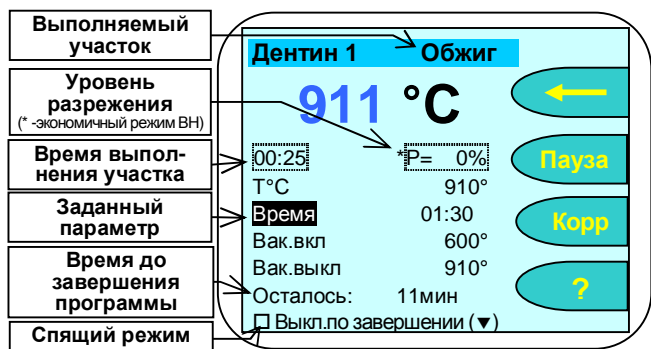 Выполняемый
участок
Уровень
разрежения
(* -экономичный режим ВН)
Время выпол-
нения участка
Заданный
параметр
Время до
завершения
программы
Спящий режим
Дентин 1 Обжиг
911 °C
00:25 *P= 0%
T°C 910°
Время 01:30
Вак.вкл 600°
Вак.выкл 910°
Осталось: 11мин
☐ Выкл.по завершении (▼)
←
Пауза
Корр
?